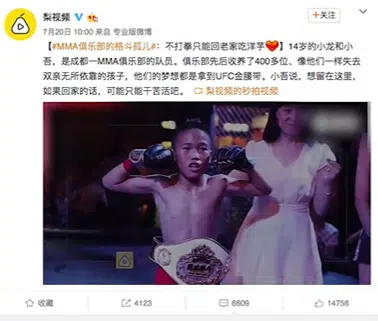 梨视频
+关注
7月20日 10:00 来自 专业版微博
【#MMA俱乐部的格斗孤儿#: 不打拳只能回老家吃洋芋❤】14岁的小龙和小
吾,是成都一MMA俱乐部的队员。俱乐部先后收养了400多位、像他们一样失去
双亲无所依靠的孩子,他们的梦想都是拿到UFC金腰带。小吾说,想留在这里,
如果回家的话,可能只能干苦活吧。 梨视频的秒拍视频
收藏
4123
6609
14756